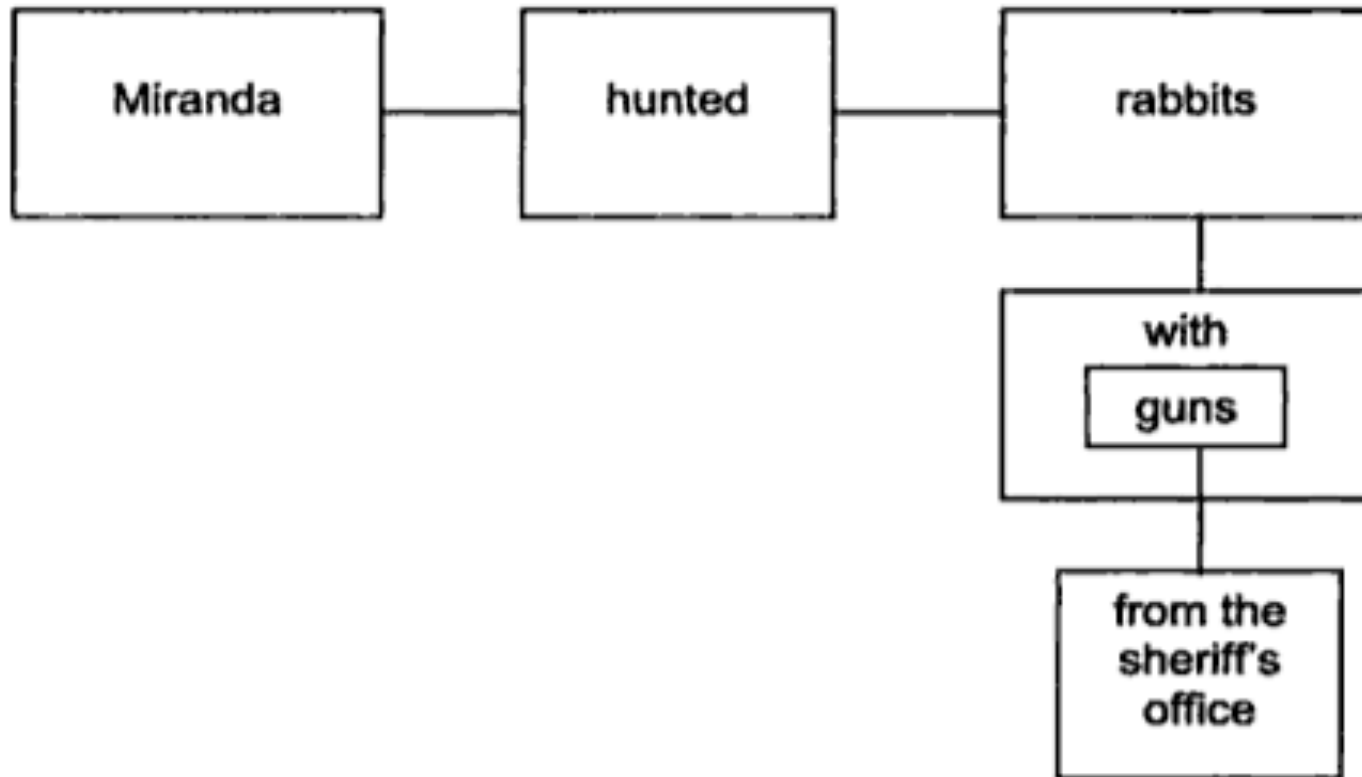 Miranda
hunted
rabbits
with
guns
from the
sheriff's
office